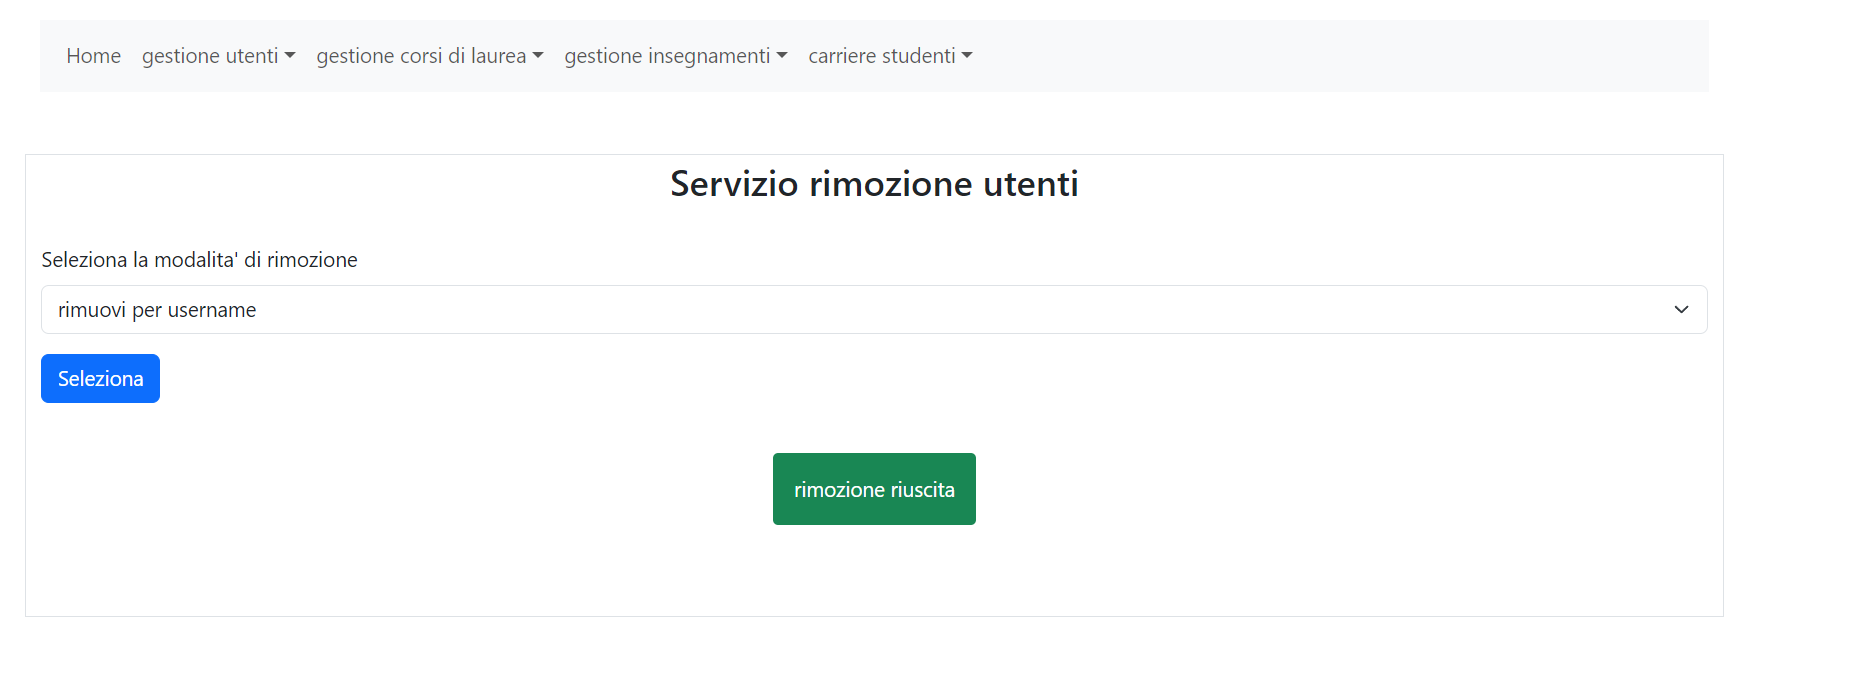 Home gestione utenti gestione corsi di laurea gestione insegnamenti carriere studenti
Servizio rimozione utenti
Seleziona la modalita' di rimozione
rimuovi per username
Seleziona
rimozione riuscita